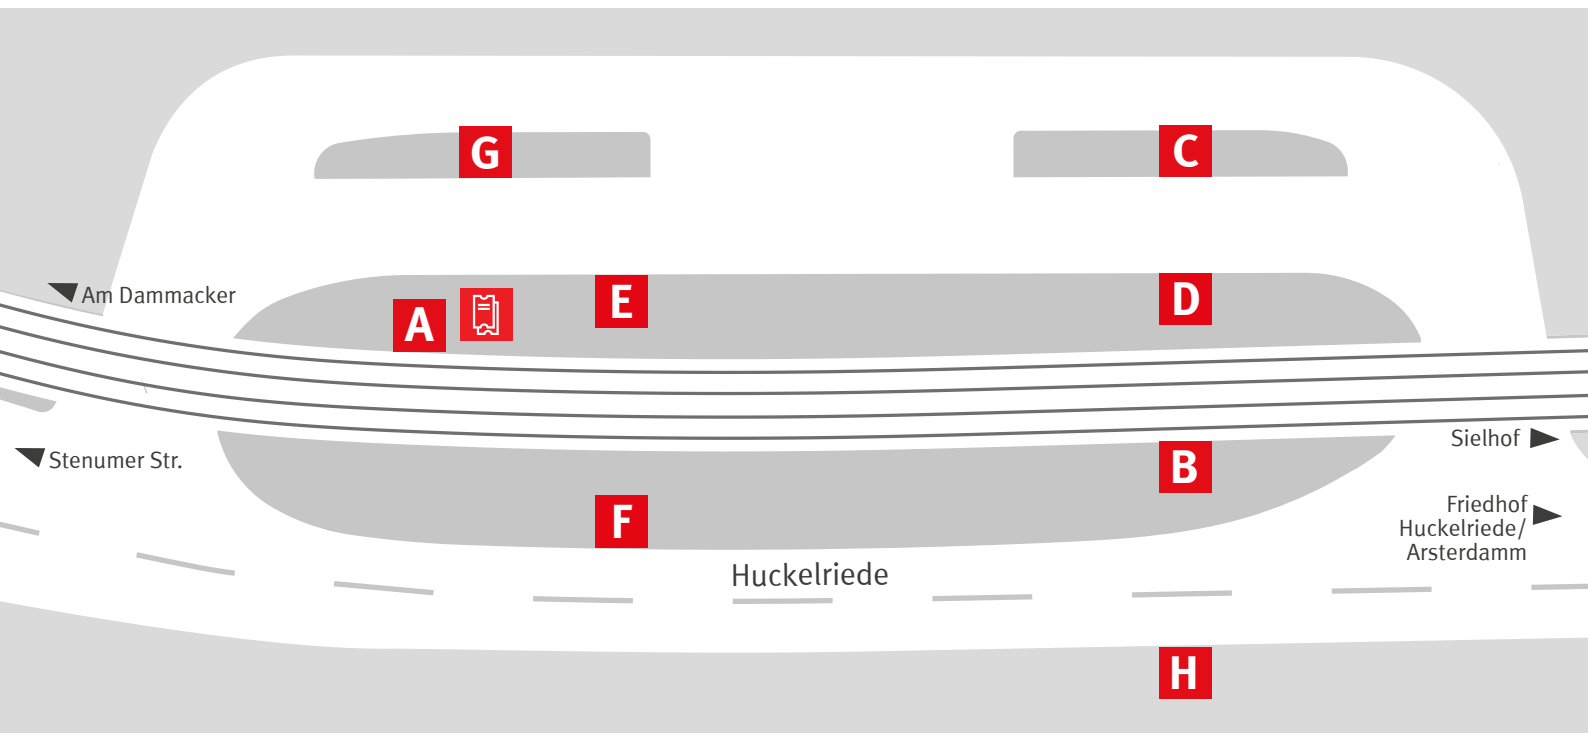 G
C
Am Dammacker
A
E
D
Sielhof
B
Stenumer Str.
F
Friedhof
Huckelriede/
Arsterdamm
Huckelriede
H